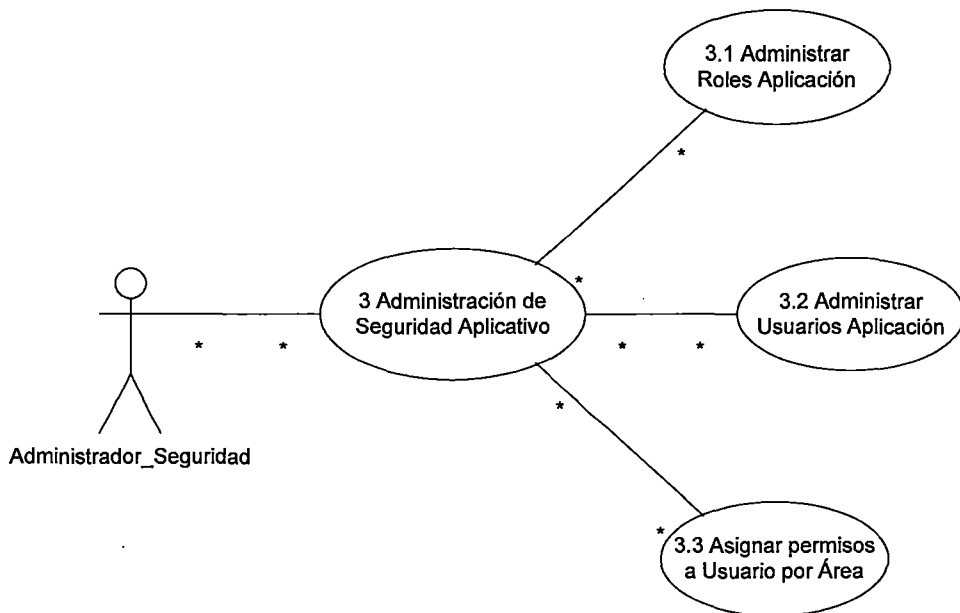 3.1 Administrar
Roles Aplicación
*
*
3 Administración de
Seguridad Aplicativo
3.2 Administrar
Usuarios Aplicación
*
*
*
*
Administrador_Seguridad
*
*
3.3 Asignar permisos
a Usuario por Área